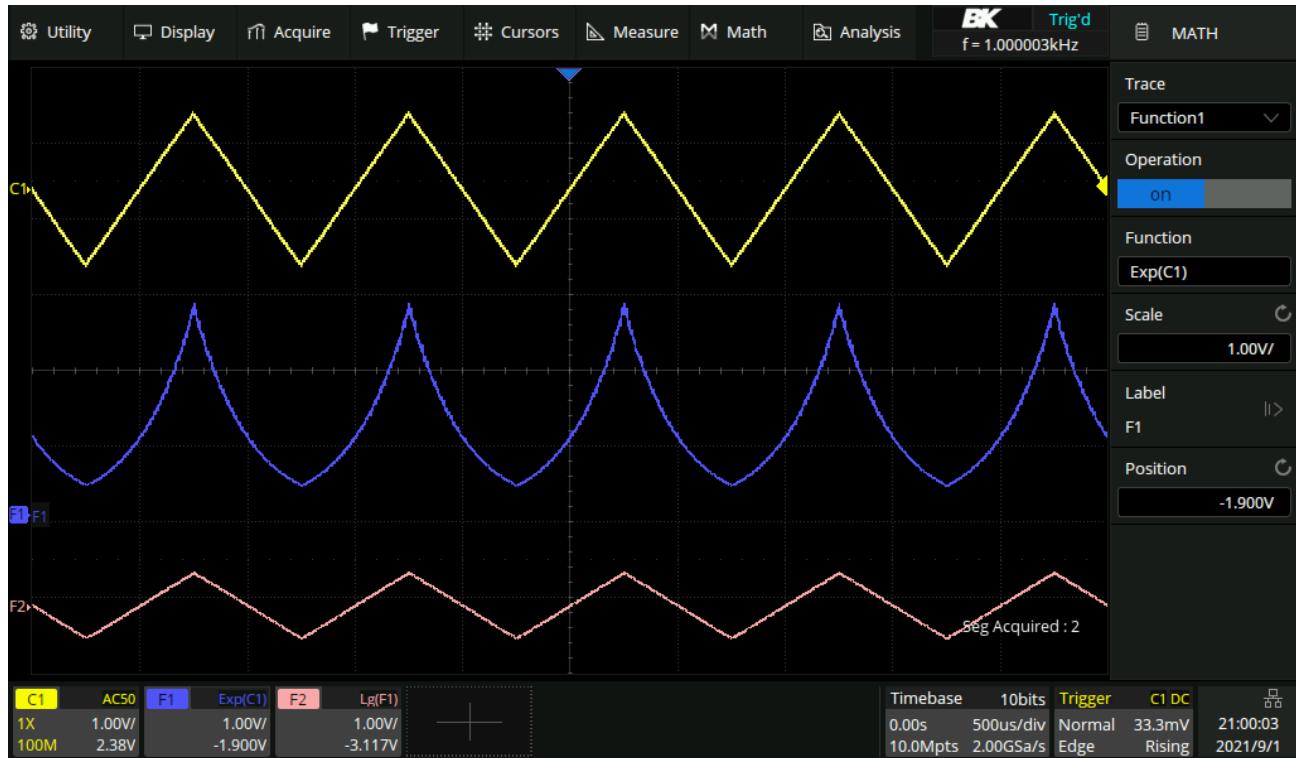 Utility Display Acquire Trigger Cursors Measure Math Analysis BK Trig'd MATH
f = 1.000003kHz
Trace
Function1
Operation
on
Function
Exp(C1)
Scale
1.00V/
Label
F1
Position
-1.900V
C1
F1 F1
F2
Seg Acquired : 2
C1 AC50 F1 Exp(C1) F2 Lg(F1) Timebase 10bits Trigger C1 DC
1X 1.00V/ 1.00V/ 1.00V/ 0.00s 500us/div Normal 33.3mV 21:00:03
100M 2.38V -1.900V -3.117V 10.0Mpts 2.00GSa/s Edge Rising 2021/9/1